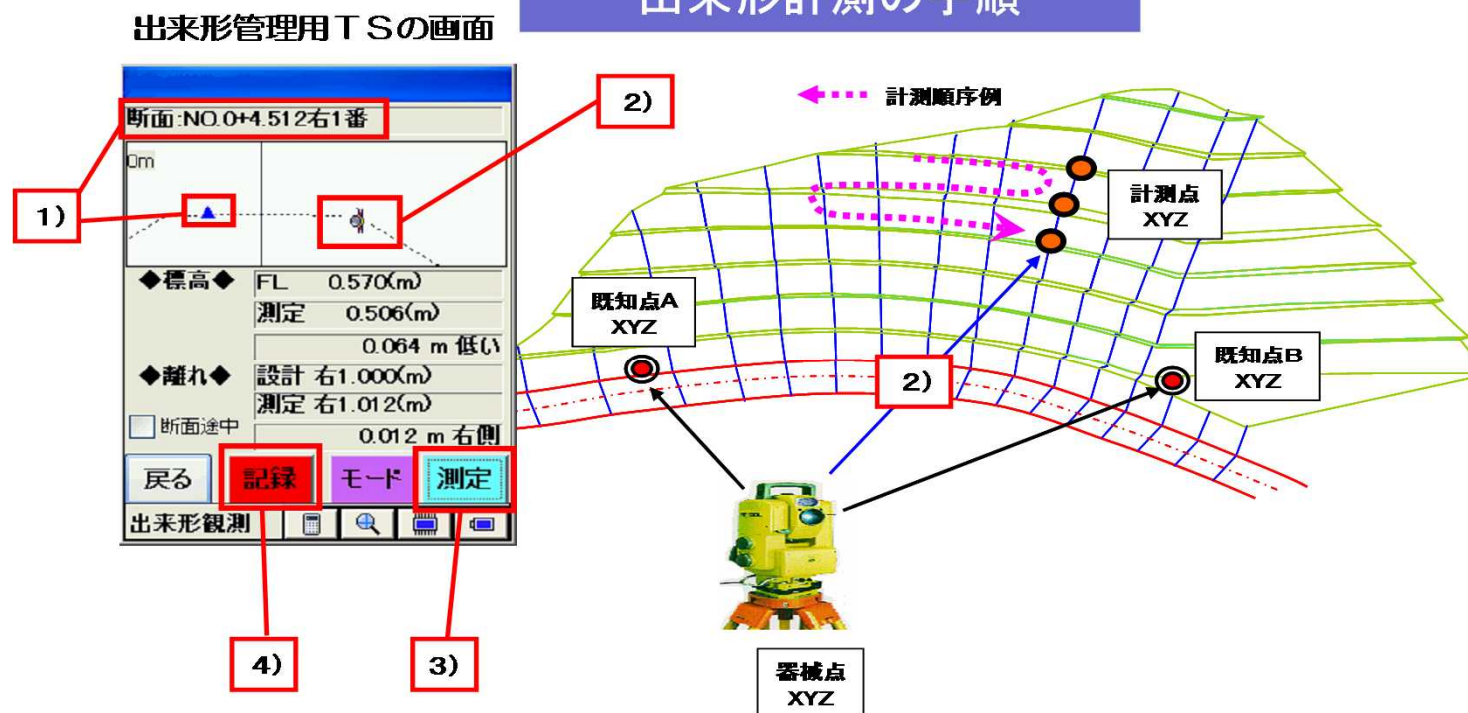 出来形計測の手順
出来形管理用ＴＳの画面
断面:NO.0+4.512右1番
0m
1)
2)
◆標高◆
FL 0.570(m)
測定 0.506(m)
0.064 m 低い
◆離れ◆
設計 右1.000(m)
測定 右1.012(m)
断面途中
0.012 m 右側
戻る
記録
モード
測定
出来形観測
4)
3)
計測順序例
計測点
XYZ
既知点A
XYZ
2)
既知点B
XYZ
器械点
XYZ